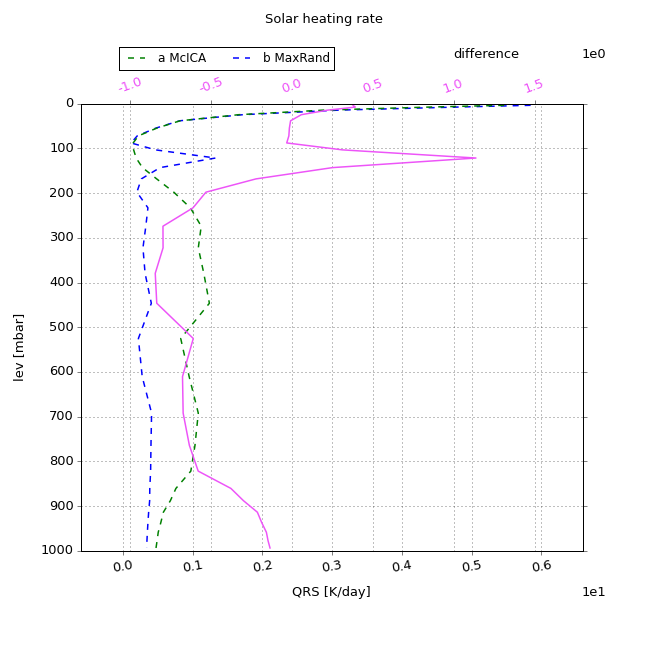 Solar heating rate
a McICA b MaxRand
difference 1e0
-1.0 -0.5 0.0 0.5 1.0 1.5
0
100
200
300
400
500
600
700
800
900
1000
lev [mbar]
0.0 0.1 0.2 0.3 0.4 0.5 0.6
QRS [K/day] 1e1